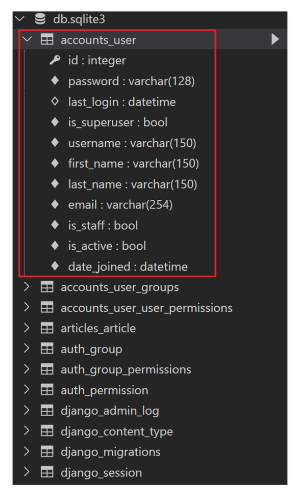 db.sqlite3
accounts_user
id : integer
password : varchar(128)
last_login : datetime
is_superuser : bool
username : varchar(150)
first_name : varchar(150)
last_name : varchar(150)
email : varchar(254)
is_staff : bool
is_active : bool
date_joined : datetime
accounts_user_groups
accounts_user_user_permissions
articles_article
auth_group
auth_group_permissions
auth_permission
django_admin_log
django_content_type
django_migrations
django_session